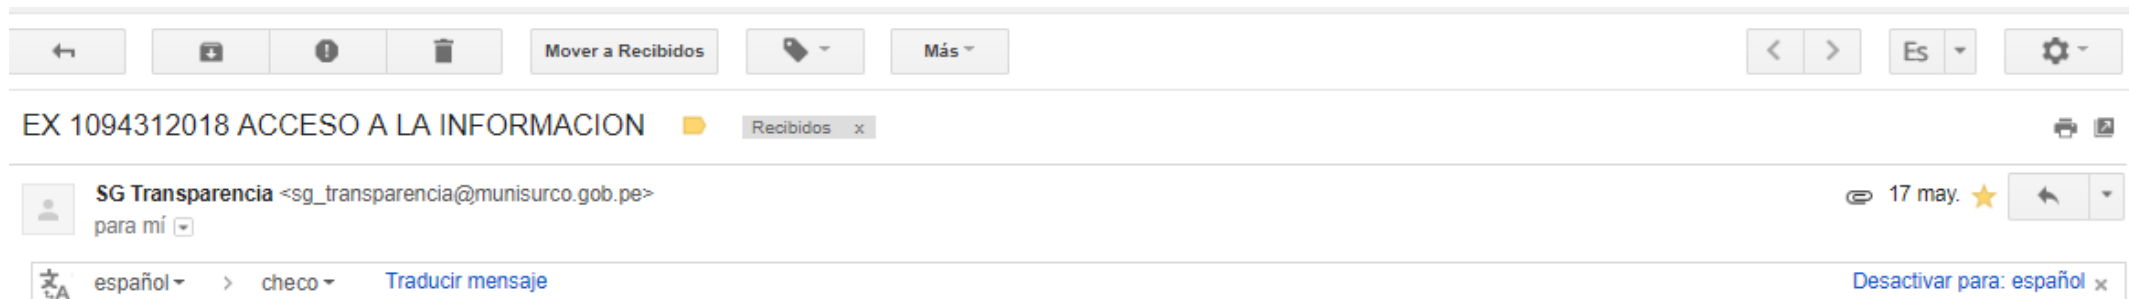 Mover a Recibidos Más Es
EX 1094312018 ACCESO A LA INFORMACION Recibidos x
SG Transparencia <sg_transparencia@munisurco.gob.pe> 17 may.
para mí
español > checo Traducir mensaje Desactivar para: español x